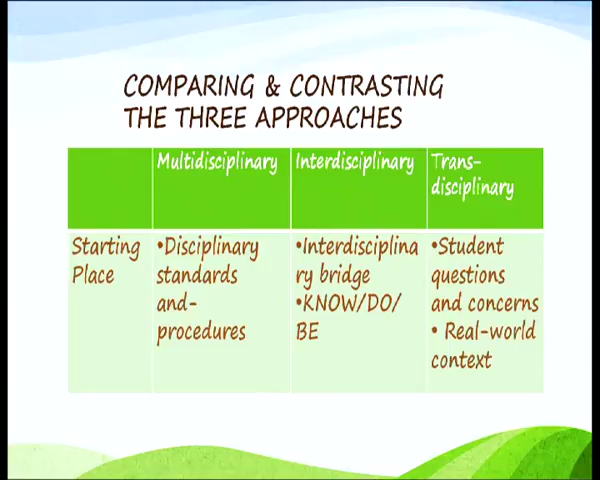 COMPARING & CONTRASTING
THE THREE APPROACHES
Multidisciplinary
Interdisciplinary
Trans-
disciplinary
Starting
Place
•Disciplinary
standards
and-
procedures
•Interdisciplina
ry bridge
•KNOW/DO/
BE
•Student
questions
and concerns
• Real-world
context